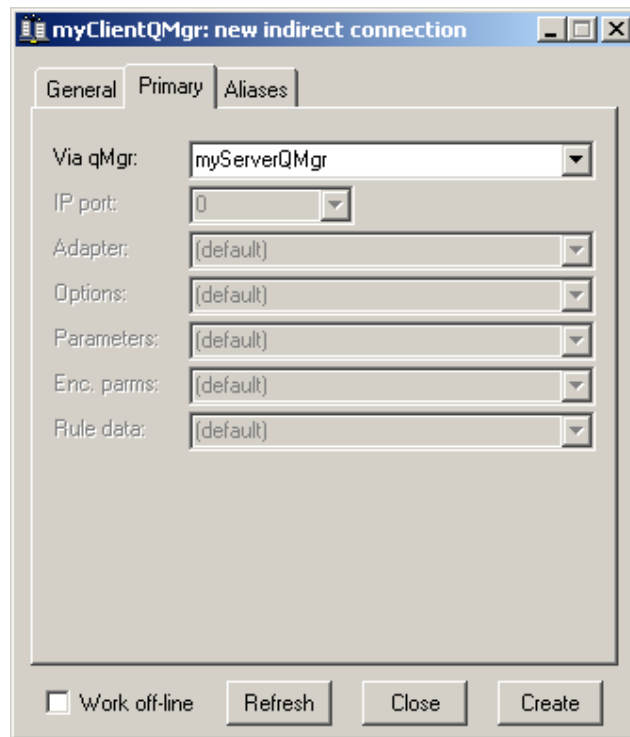 myClientQMgr: new indirect connection
General Primary Aliases
Via qMgr: myServerQMgr
IP port: 0
Adapter: (default)
Options: (default)
Parameters: (default)
Enc. parms: (default)
Rule data: (default)
Work off-line Refresh Close Create